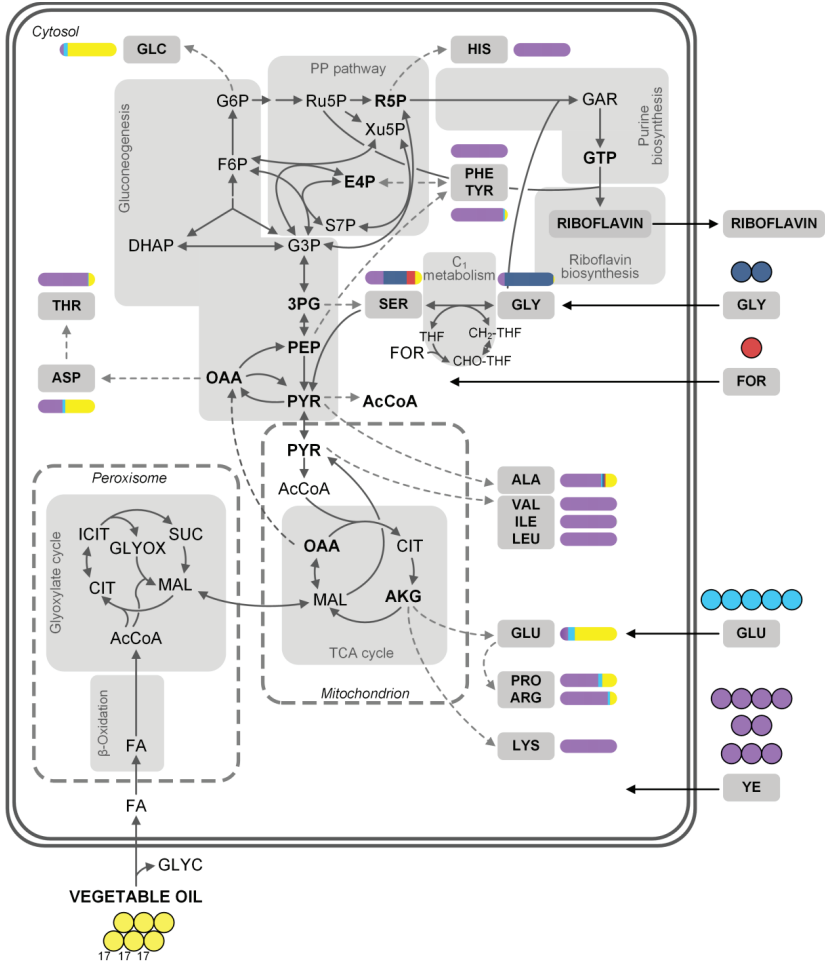 Cytosol
GLC
HIS
PP pathway
G6P
Ru5P
R5P
GAR
Xu5P
Purine
biosynthesis
Gluconeogenesis
F6P
E4P
PHE
TYR
GTP
S7P
DHAP
G3P
RIBOFLAVIN
RIBOFLAVIN
Riboflavin
biosynthesis
C1
metabolism
THR
3PG
SER
GLY
GLY
THF
CH2-THF
FOR
CHO-THF
PEP
ASP
OAA
PYR
AcCoA
FOR
PYR
AcCoA
Peroxisome
ALA
VAL
ILE
LEU
Glyoxylate cycle
ICIT
SUC
GLYOX
CIT
MAL
AcCoA
OAA
CIT
MAL
AKG
TCA cycle
GLU
GLU
PRO
ARG
Mitochondrion
β-Oxidation
FA
LYS
YE
FA
GLYC
VEGETABLE OIL
17 17 17